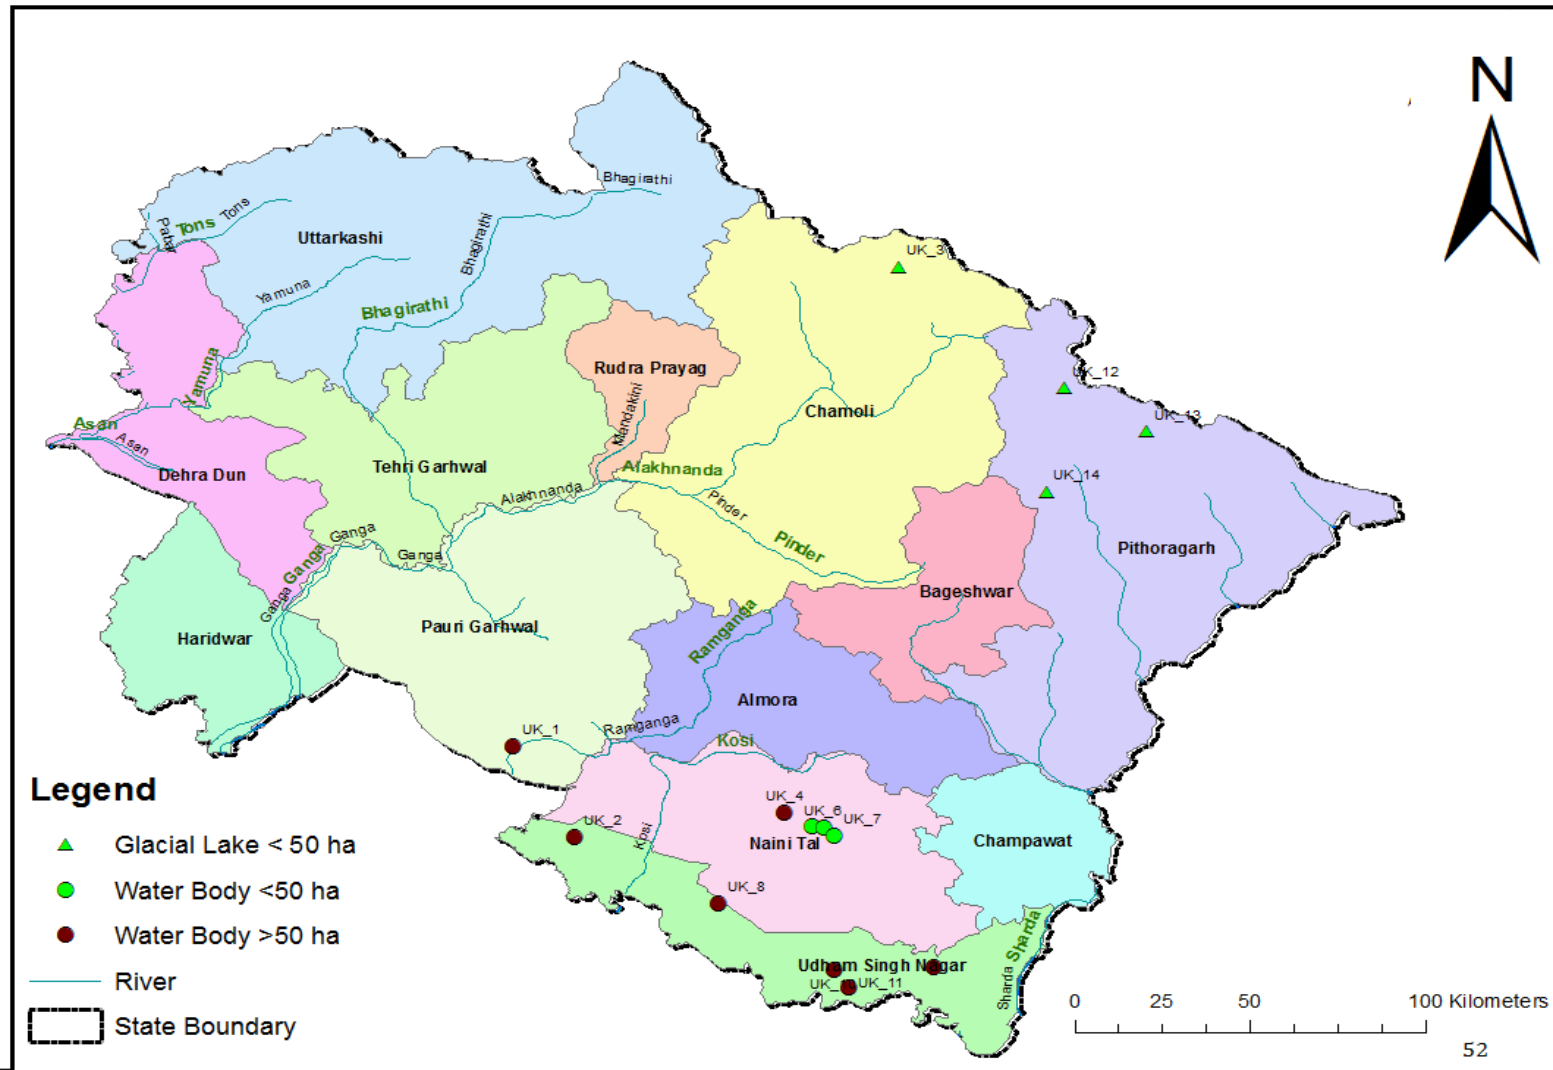 N
Bhagirathi
Tons
Tons
Pabar
Uttarkashi
Bhagirathi
UK_3
Yamuna
Bhagirathi
Yamuna
Rudra Prayag
UK_12
Mandakini
Chamoli
UK_13
Asan
Asan
Dehra Dun
Tehri Garhwal
Alakhnanda
Alakhnanda
UK_14
Pinder
Pinder
Ganga
Ganga
Ganga
Ganga
Pithoragarh
Bageshwar
Haridwar
Pauri Garhwal
Ramganga
Almora
UK_1
Ramganga
Kosi
Legend
Glacial Lake < 50 ha
Water Body <50 ha
Water Body >50 ha
River
State Boundary
UK_4
UK_6
UK_7
UK_2
Kosi
Naini Tal
Champawat
UK_8
Sharda
Sharda
Udham Singh Nagar
UK_11
0 25 50 100 Kilometers
52